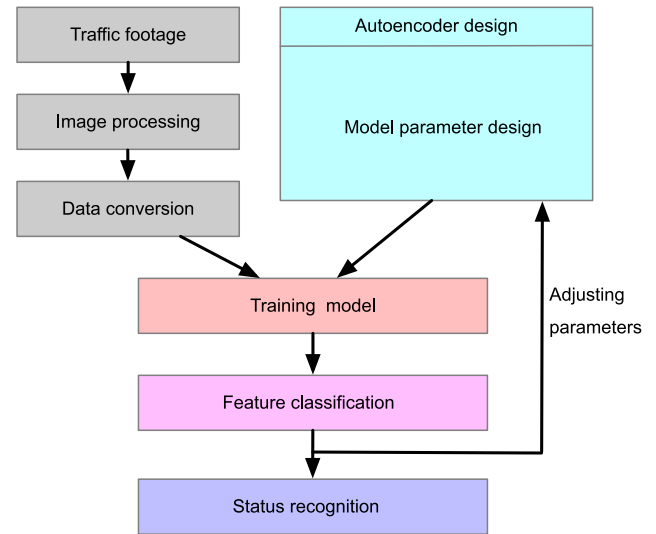 Traffic footage
Image processing
Data conversion
Autoencoder design
Model parameter design
Training model
Adjusting
parameters
Feature classification
Status recognition